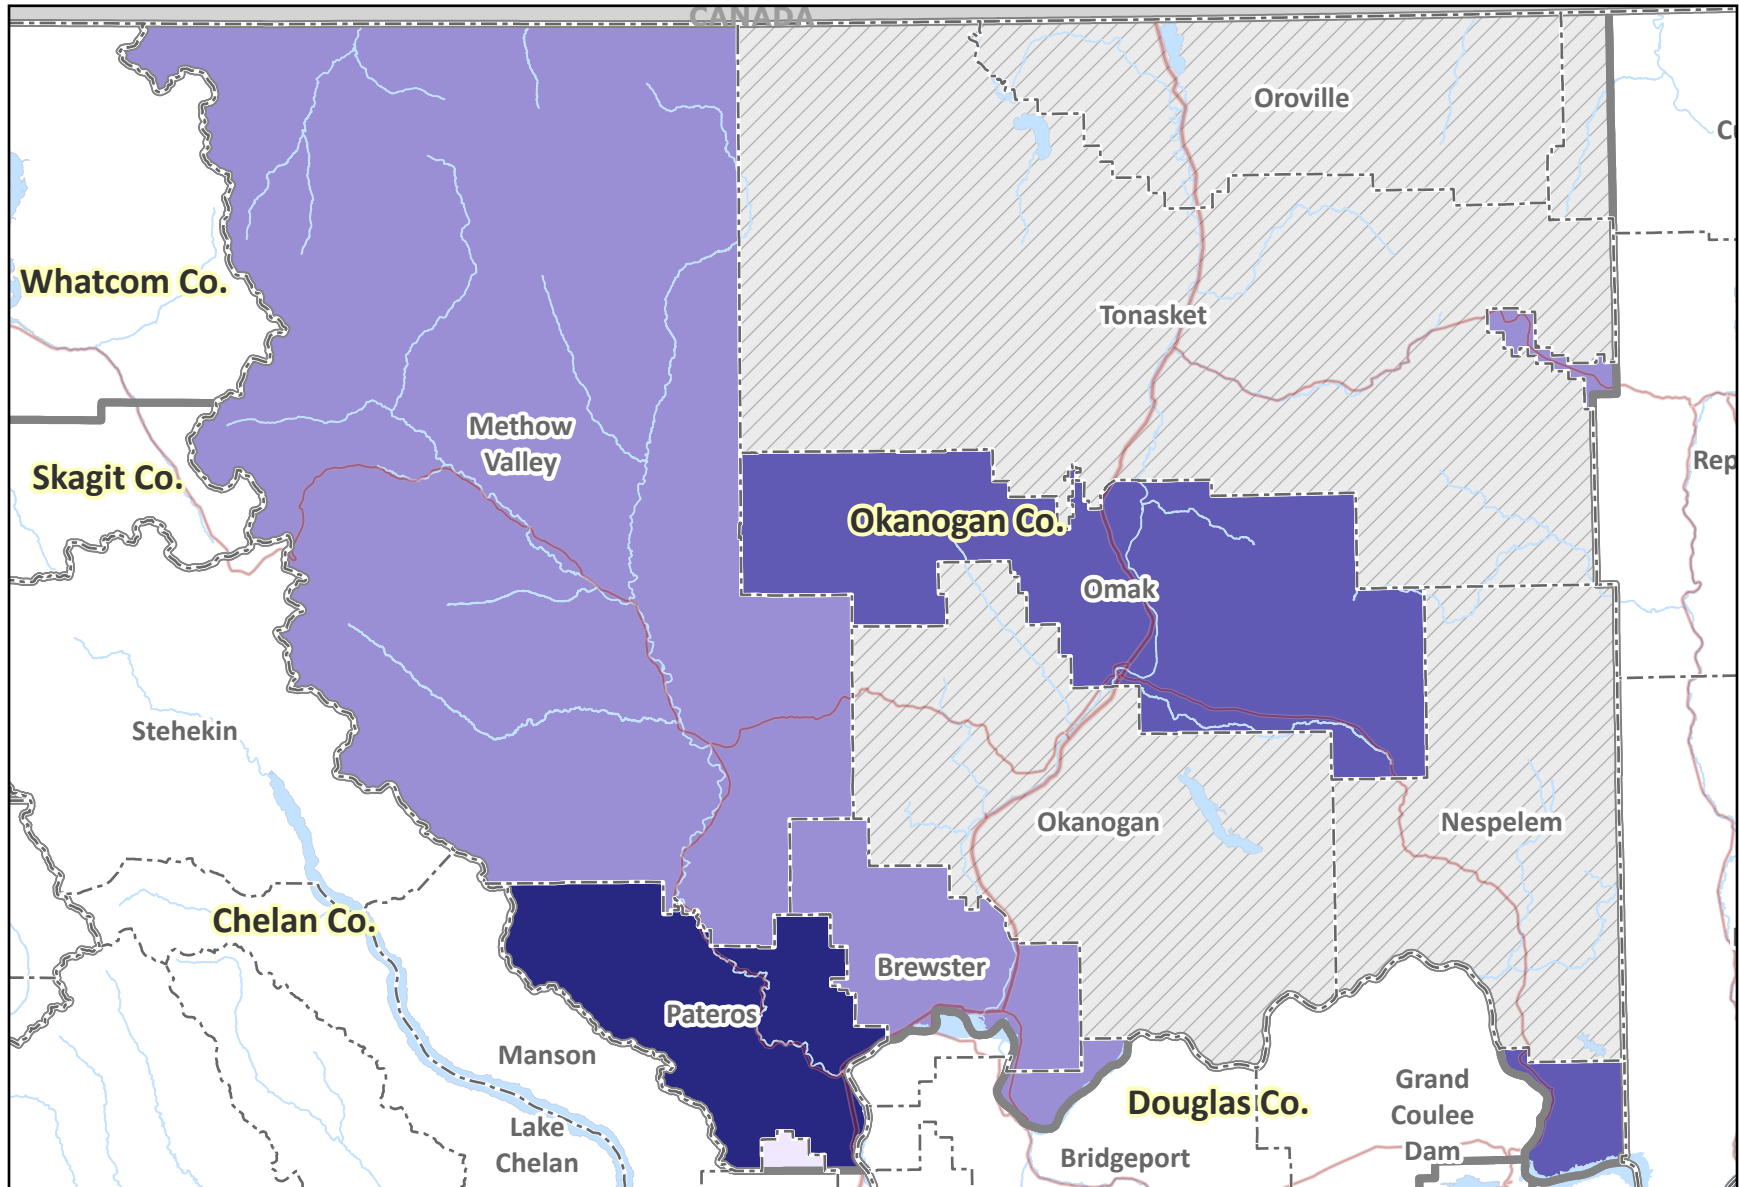 CANADA
Oroville
Whatcom Co.
Tonasket
Methow
Valley
Skagit Co.
Rep
Okanogan Co.
Omak
Stehekin
Okanogan
Nespelem
Chelan Co.
Brewster
Pateros
Manson
Grand
Coulee
Dam
Douglas Co.
Lake
Chelan
Bridgeport